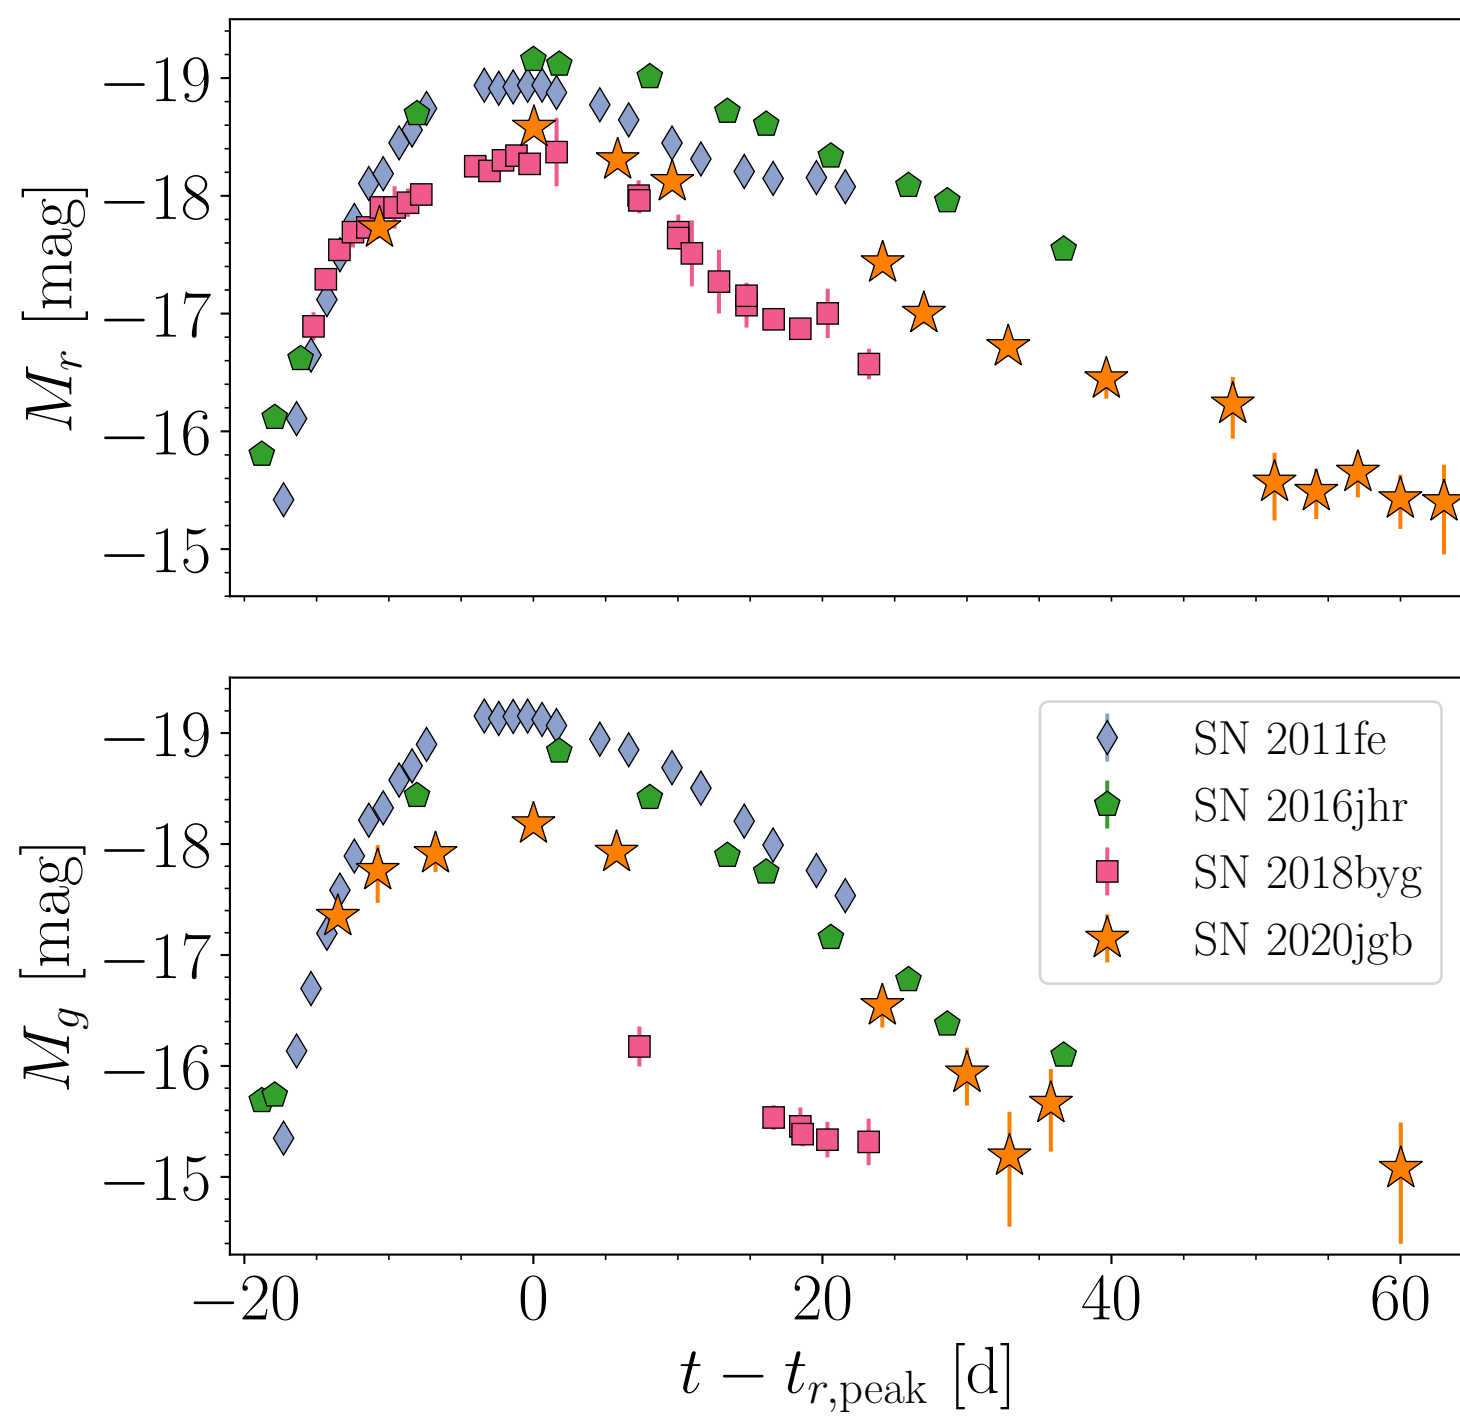 M_r [mag]
−19
−18
−17
−16
−15
M_g [mag]
−19
−18
−17
−16
−15
SN 2011fe
SN 2016jhr
SN 2018byg
SN 2020jgb
−20 0 20 40 60
t − t_{r,peak} [d]